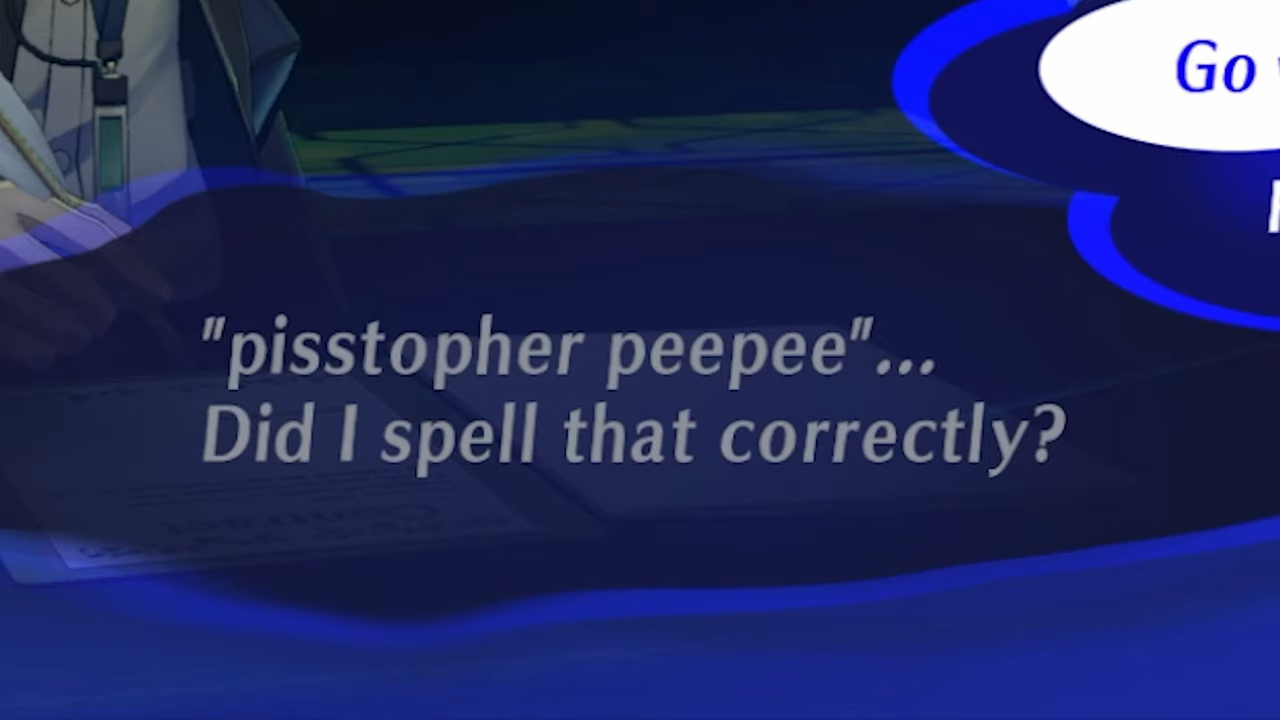 Go
"pisstopher peepee"...
Did I spell that correctly?